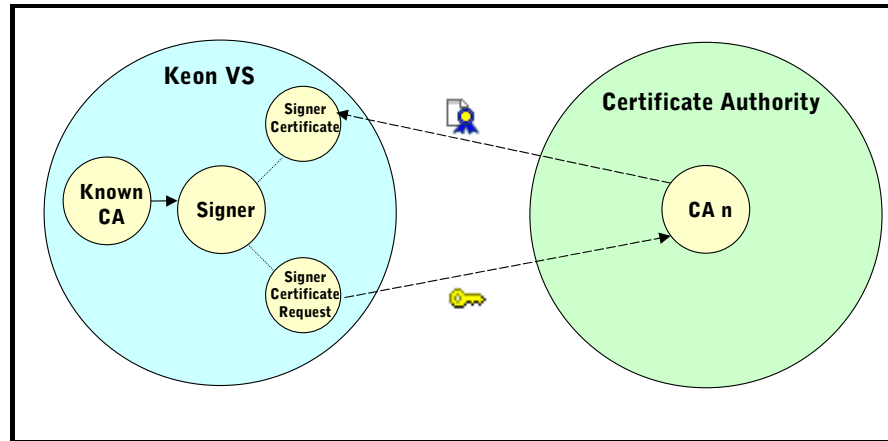 Keon VS
Signer
Certificate
Known
CA
Signer
Signer
Certificate
Request
Certificate Authority
CA n